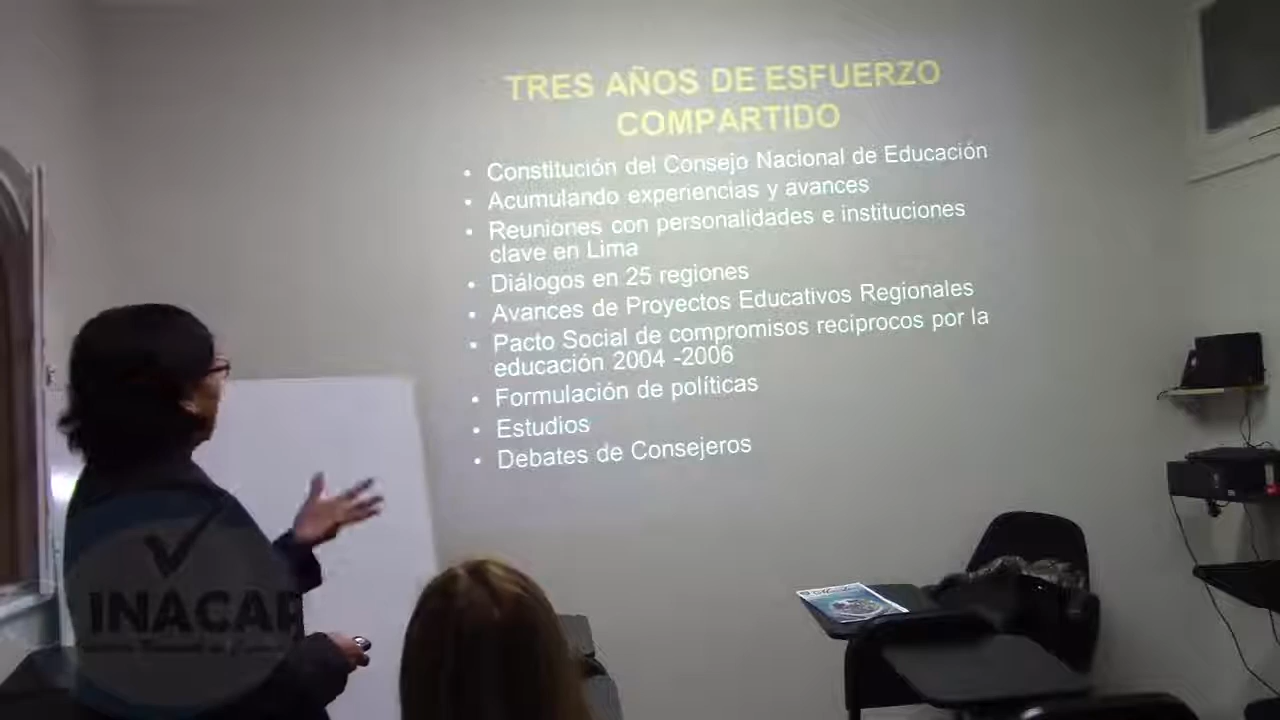 TRES AÑOS DE ESFUERZO
COMPARTIDO
• Constitución del Consejo Nacional de Educación
• Acumulando experiencias y avances
• Reuniones con personalidades e instituciones
clave en Lima
• Diálogos en 25 regiones
• Avances de Proyectos Educativos Regionales
• Pacto Social de compromisos reciprocos por la
educación 2004 -2006
• Formulación de políticas
• Estudios
• Debates de Consejeros
INACAP